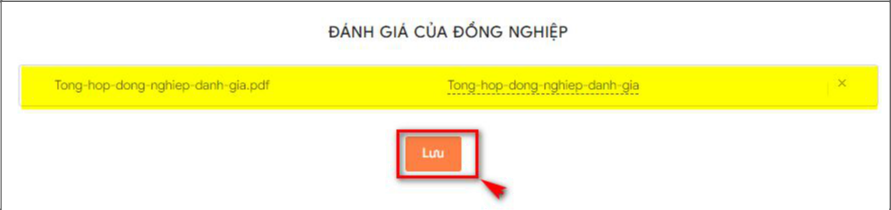 ĐÁNH GIÁ CỦA ĐỒNG NGHIỆP
Tong-hop-dong-nghiep-danh-gia.pdf Tong-hop-dong-nghiep-danh-gia ×
Lưu